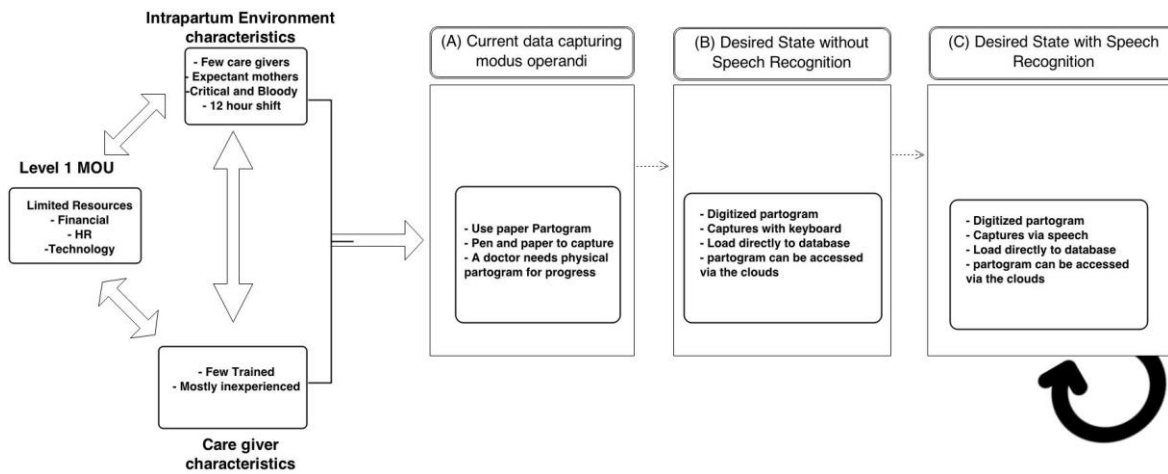 Intrapartum Environment
characteristics
- Few care givers
- Expectant mothers
-Critical and Bloody
- 12 hour shift
Level 1 MOU
Limited Resources
- Financial
- HR
-Technology
- Few Trained
- Mostly inexperienced
Care giver
characteristics
(A) Current data capturing
modus operandi
- Use paper Partogram
- Pen and paper to capture
- A doctor needs physical
partogram for progress
(B) Desired State without
Speech Recognition
- Digitized partogram
- Captures with keyboard
- Load directly to database
- partogram can be accessed
via the clouds
(C) Desired State with Speech
Recognition
- Digitized partogram
- Captures via speech
- Load directly to database
- partogram can be accessed
via the clouds